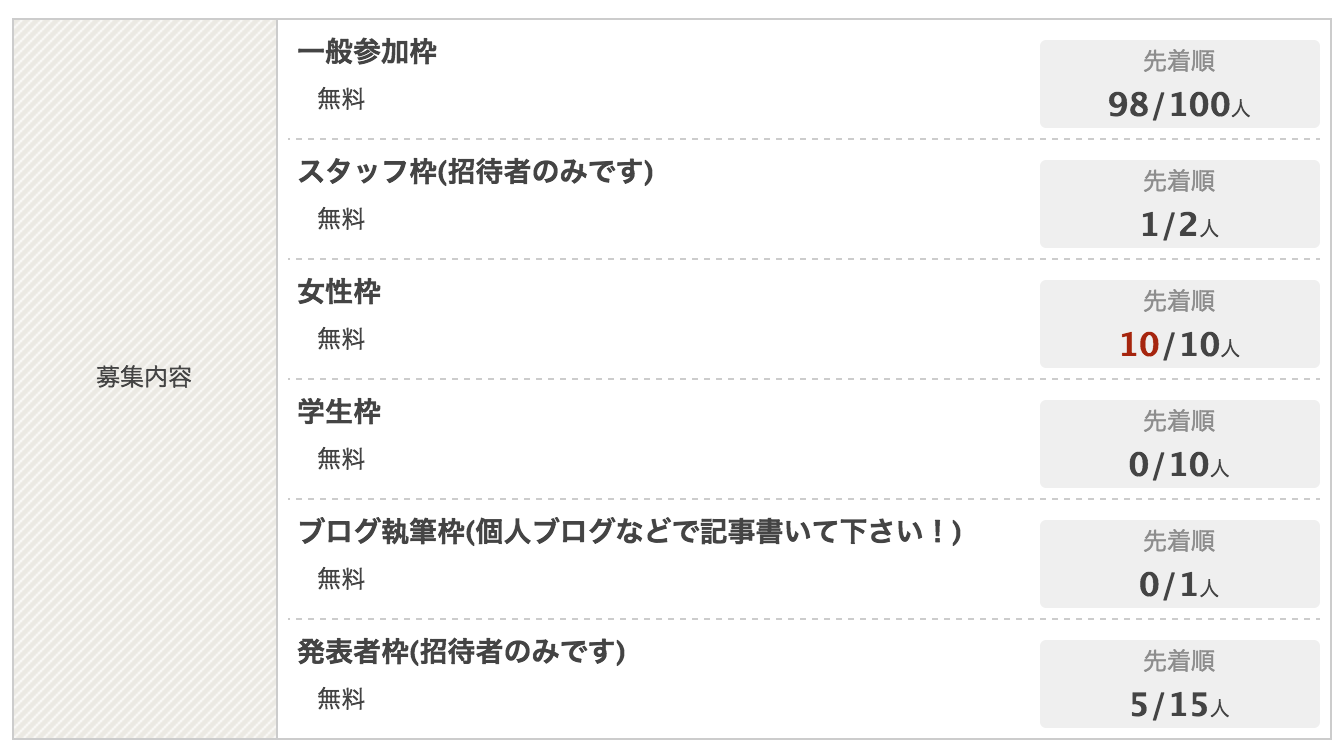 募集内容
一般参加枠
無料
先着順
98/100人
スタッフ枠(招待者のみです)
無料
先着順
1/2人
女性枠
無料
先着順
10/10人
学生枠
無料
先着順
0/10人
ブログ執筆枠(個人ブログなどで記事書いて下さい！)
無料
先着順
0/1人
発表者枠(招待者のみです)
無料
先着順
5/15人